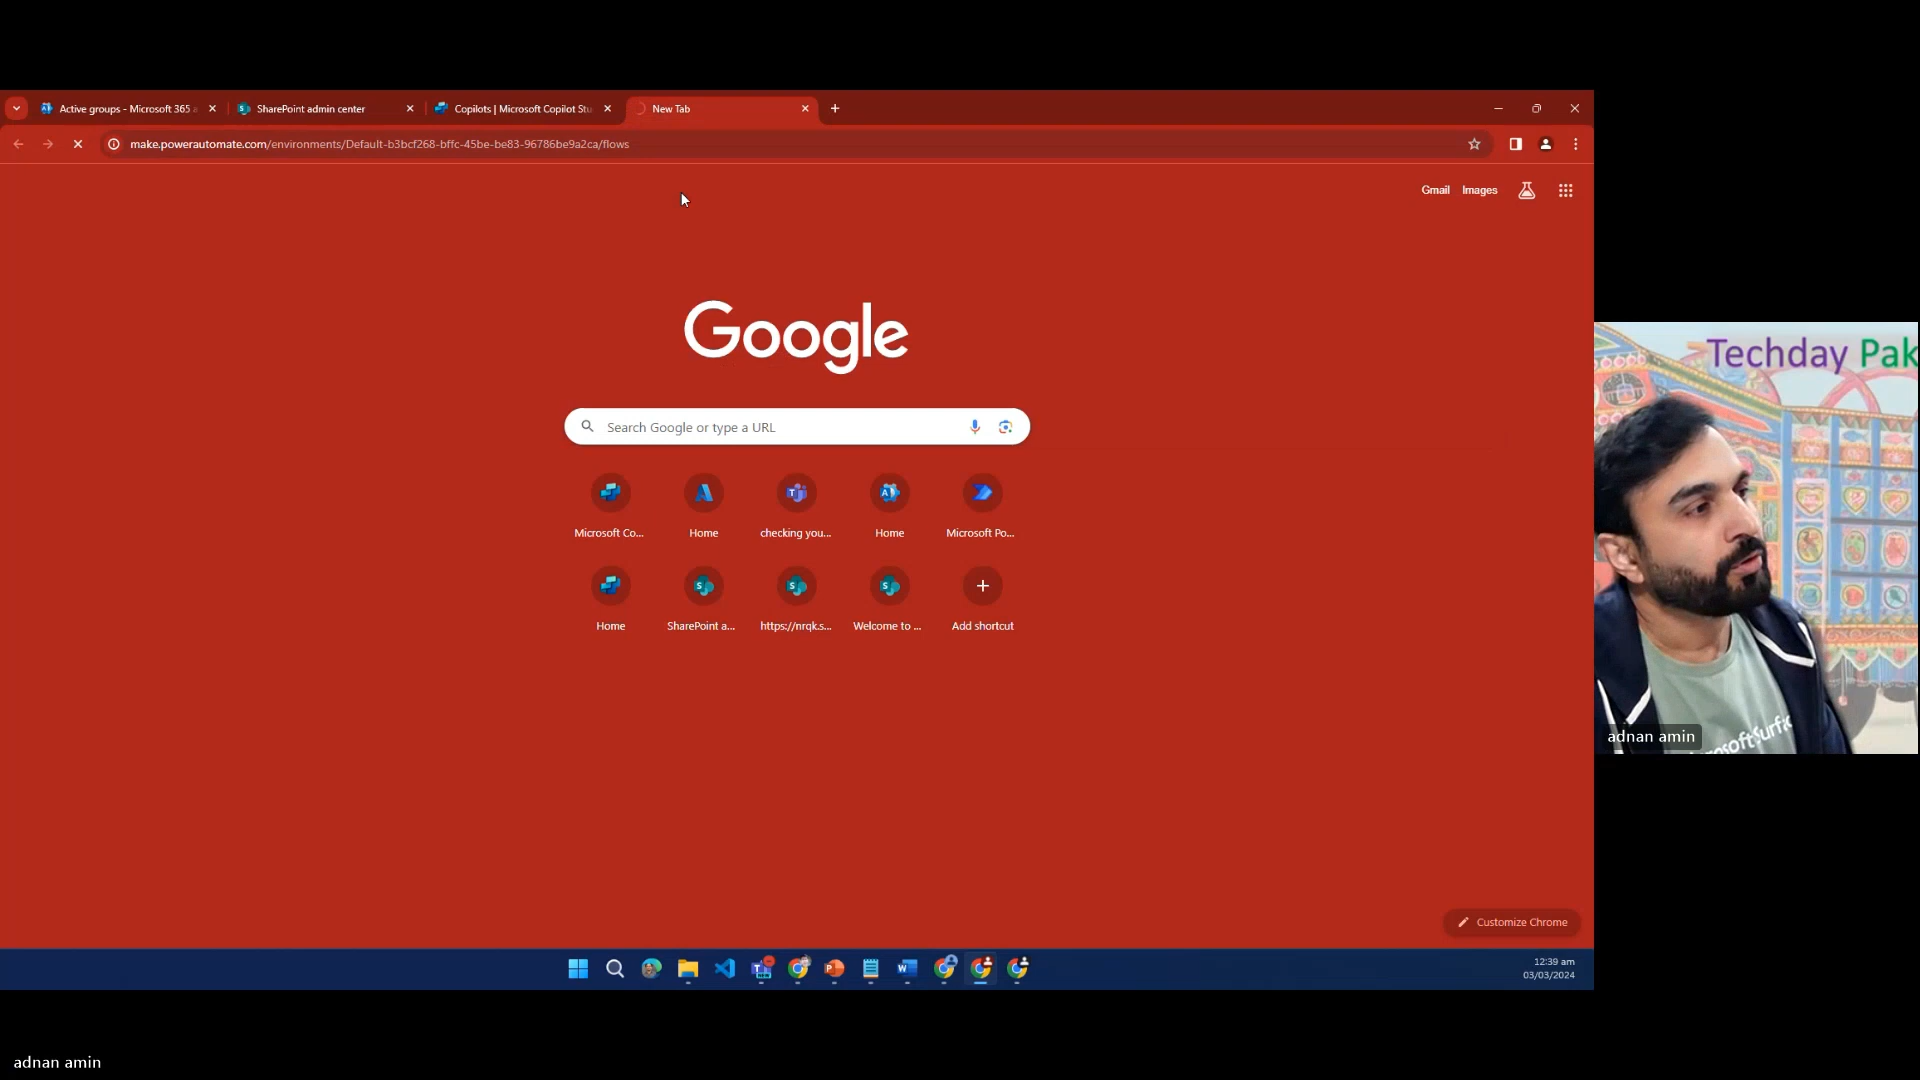 Active groups - Microsoft 365 a
SharePoint admin center
Copilots | Microsoft Copilot Stu
New Tab
make.powerautomate.com/environments/Default-b3bcf268-bffc-45be-be83-96786be9a2ca/flows
Gmail
Images
Google
Search Google or type a URL
Microsoft Co...
Home
checking you...
Home
Microsoft Po...
Home
SharePoint a...
https://nrqk.s...
Welcome to ...
Add shortcut
Customize Chrome
12:39 am
03/03/2024
Techday Pak
adnan amin
adnan amin